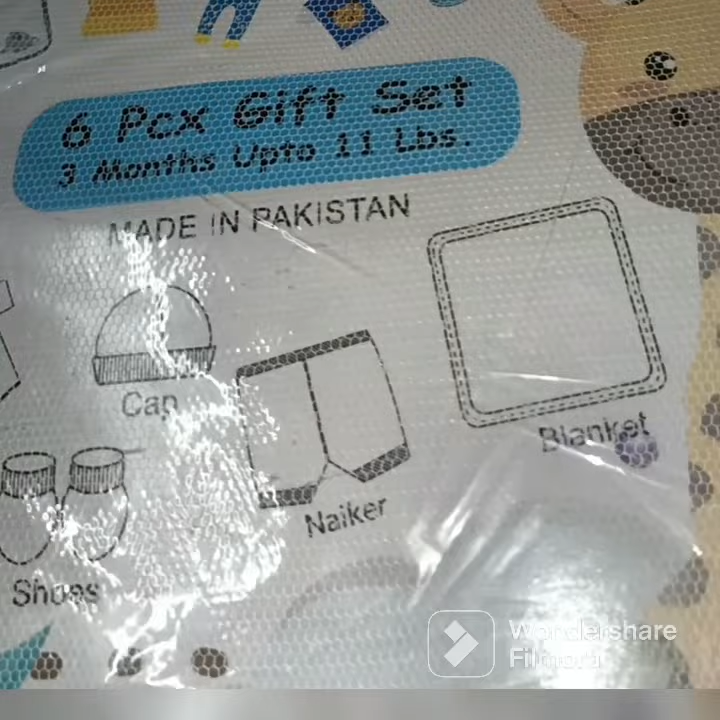 6 Pcx Gift Set
3 Months Upto 11 Lbs.
MADE IN PAKISTAN
Cap
Blanket
Naiker
Shoes
Wondershare
Filmora